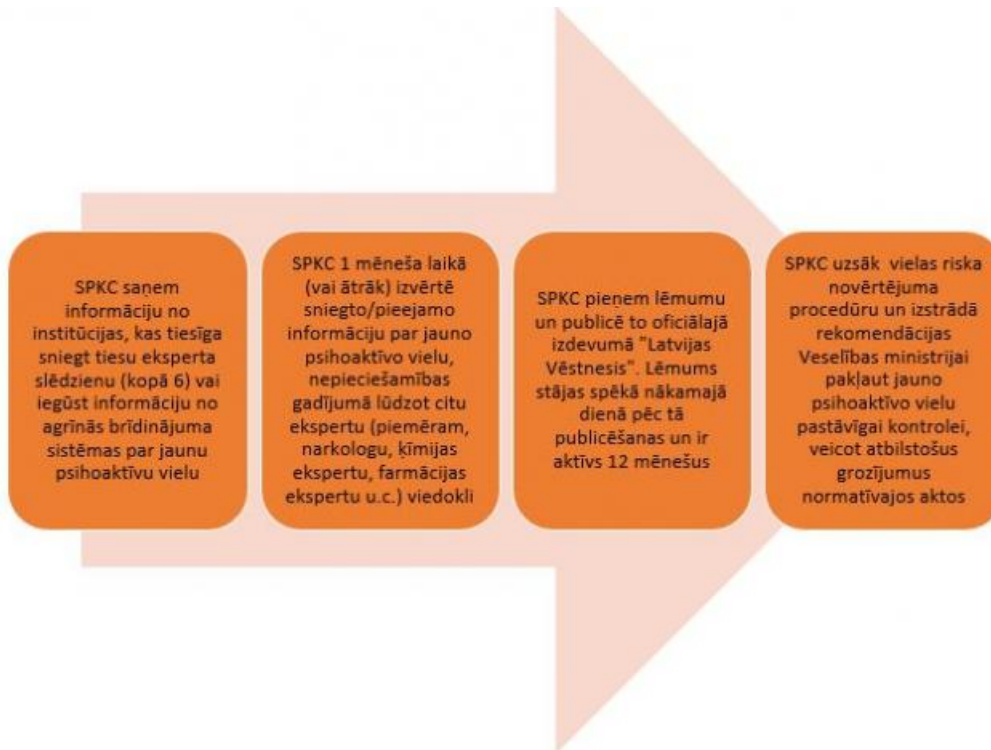 SPKC saņem
informāciju no
institūcijas, kas tiesīga
sniegt tiesu eksperta
slēdzienu (kopā 6) vai
iegūst informāciju no
agrīnās brīdinājuma
sistēmas par jaunu
psihoaktīvu vielu
SPKC 1 mēneša laikā
(vai ātrāk) izvērtē
sniegto/pieejamo
informāciju par jauno
psihoaktīvo vielu,
nepieciešamības
gadījumā lūdzot citu
ekspertu (piemēram,
narkologu, ķīmijas
ekspertu, farmācijas
ekspertu u.c.) viedokli
SPKC pieņem lēmumu
un publicē to oficiālajā
izdevumā "Latvijas
Vēstnesis". Lēmums
stājas spēkā nākamajā
dienā pēc tā
publicēšanas un ir
aktīvs 12 mēnešus
SPKC uzsāk vielas riska
novērtējuma
procedūru un izstrādā
rekomendācijas
Veselības ministrijai
pakļaut jauno
psihoaktīvo vielu
pastāvīgai kontrolei,
veicot atbilstošus
grozījumus
normatīvajos aktos